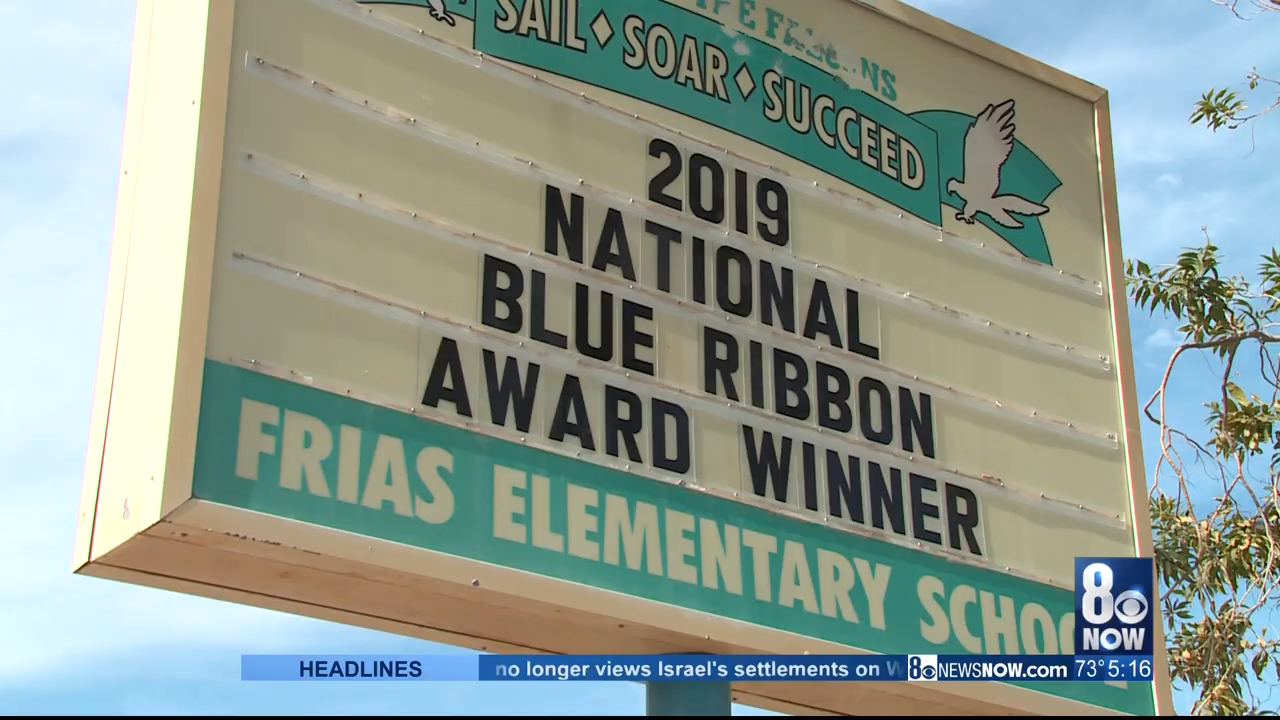 SAIL ◆ SOAR ◆ SUCCEED
2019
NATIONAL
BLUE RIBBON
AWARD WINNER
FRIAS ELEMENTARY
8
NOW
HEADLINES
no longer views Israel's settlements on
8 NEWSNOW.com 73° 5:16